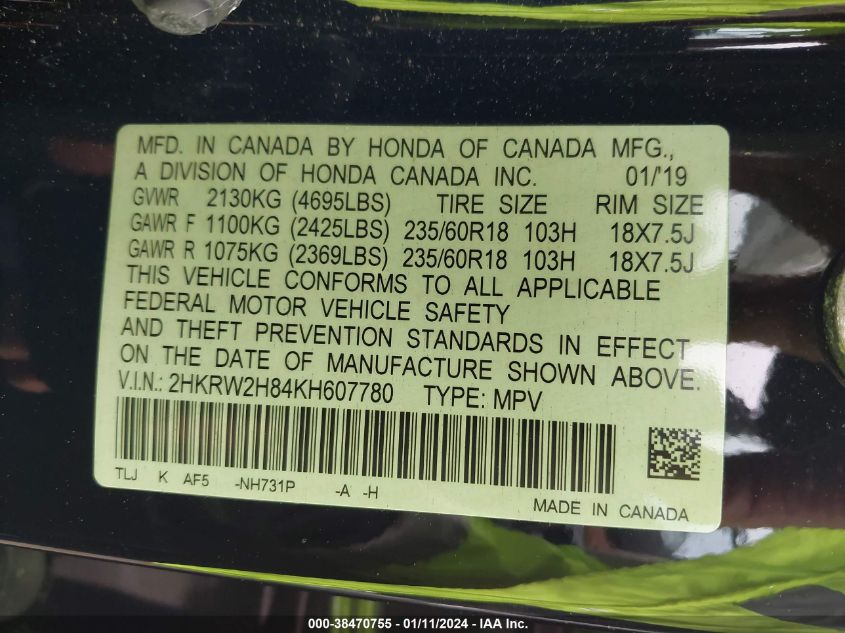 MFD. IN CANADA BY HONDA OF CANADA MFG.,
A DIVISION OF HONDA CANADA INC. 01/'19
GVWR 2130KG (4695LBS) TIRE SIZE RIM SIZE
GAWR F 1100KG (2425LBS) 235/60R18 103H 18X7.5J
GAWR R 1075KG (2369LBS) 235/60R18 103H 18X7.5J
THIS VEHICLE CONFORMS TO ALL APPLICABLE
FEDERAL MOTOR VEHICLE SAFETY
AND THEFT PREVENTION STANDARDS IN EFFECT
ON THE DATE OF MANUFACTURE SHOWN ABOVE.
V.I.N.: 2HKRW2H84KH607780 TYPE: MPV
TLJ K AF5 -NH731P -A -H
MADE IN CANADA
000-38470755 - 01/11/2024 - IAA Inc.